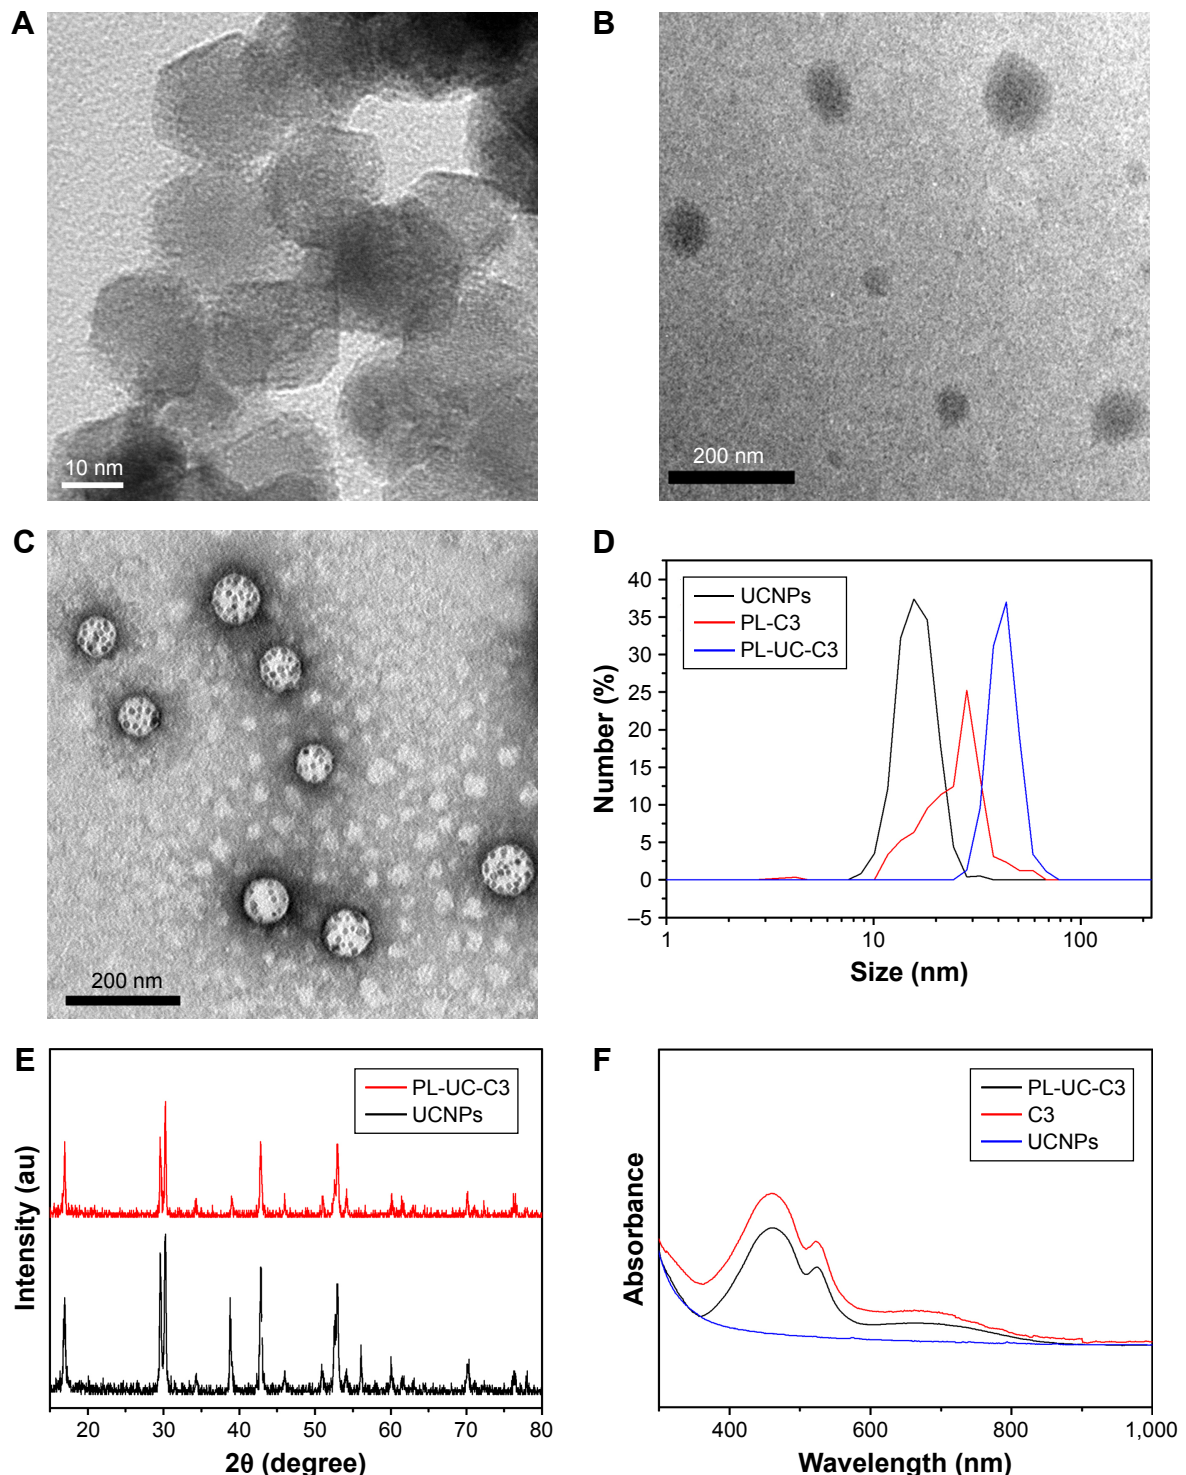 A
10 nm
B
200 nm
C
200 nm
D
UCNPs
PL-C3
PL-UC-C3
40
35
30
25
20
15
10
5
0
–5
Number (%)
1
10
100
Size (nm)
E
PL-UC-C3
UCNPs
Intensity (au)
20
30
40
50
60
70
80
2θ (degree)
F
PL-UC-C3
C3
UCNPs
Absorbance
400
600
800
1,000
Wavelength (nm)